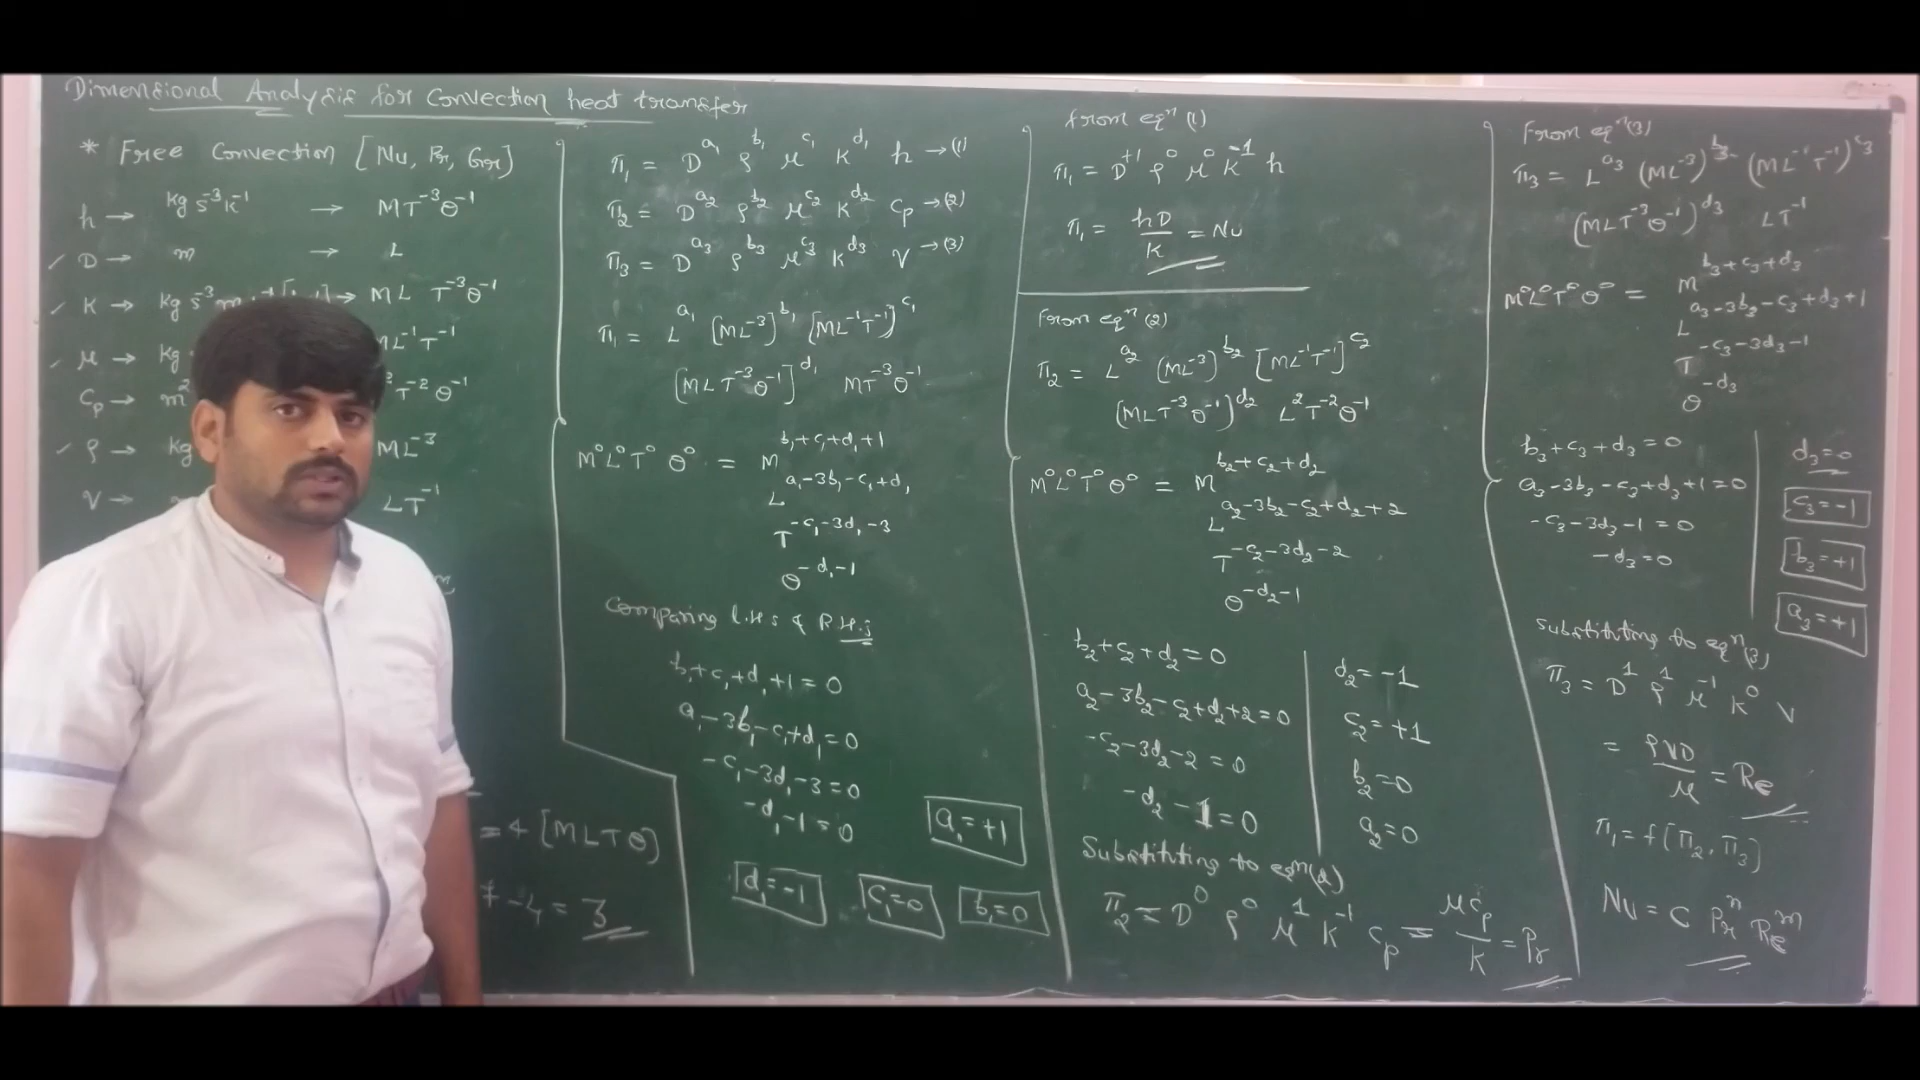 Dimensional Analysis for Convection heat transfer
* Free Convection [Nu, Pr, Gr]
h → kg s⁻³ k⁻¹ → MT⁻³θ⁻¹
✓ D → m → L
✓ K → kg s⁻³ m → ML T⁻³θ⁻¹
✓ μ → kg ML⁻¹T⁻¹
Cp → m² T⁻²θ⁻¹
✓ ρ → kg ML⁻³
V → LT⁻¹
= 4 [MLTθ]
7-4 = 3
π₁ = D^a₁ ρ^b₁ μ^c₁ K^d₁ h → (1)
π₂ = D^a₂ ρ^b₂ μ^c₂ K^d₂ Cp → (2)
π₃ = D^a₃ ρ^b₃ μ^c₃ K^d₃ V → (3)
π₁ = L^a₁ [ML⁻³]^b₁ [ML⁻¹T⁻¹]^c₁
[MLT⁻³θ⁻¹]^d₁ MT⁻³θ⁻¹
M⁰L⁰T⁰θ⁰ = M^b₁+c₁+d₁+1
L^a₁-3b₁-c₁+d₁
T^-c₁-3d₁-3
θ^-d₁-1
Comparing L.H.S & R.H.S
b₁+c₁+d₁+1=0
a₁-3b₁-c₁+d₁=0
-c₁-3d₁-3=0
-d₁-1=0
a₁=+1
d₁=-1 c₁=0 b₁=0
from eqⁿ (1)
π₁ = D⁺¹ ρ⁰ μ⁰ K⁻¹ h
π₁ = hD/K = Nu
from eqⁿ (2)
π₂ = L^a₂ (ML⁻³)^b₂ [ML⁻¹T⁻¹]^c₂
(MLT⁻³θ⁻¹)^d₂ L²T⁻²θ⁻¹
M⁰L⁰T⁰θ⁰ = M^b₂+c₂+d₂
L^a₂-3b₂-c₂+d₂+2
T^-c₂-3d₂-2
θ^-d₂-1
b₂+c₂+d₂=0
a₂-3b₂-c₂+d₂+2=0
-c₂-3d₂-2=0
-d₂-1=0
d₂=-1
c₂=+1
b₂=0
a₂=0
Substituting to eqⁿ(2)
π₂ = D⁰ ρ⁰ μ¹ K⁻¹ Cp = μCp/K = Pr
From eqⁿ(3)
π₃ = L^a₃ (ML⁻³)^b₃ (ML⁻¹T⁻¹)^c₃
(MLT⁻³θ⁻¹)^d₃ LT⁻¹
M⁰L⁰T⁰θ⁰ = M^b₃+c₃+d₃
L^a₃-3b₃-c₃+d₃+1
T^-c₃-3d₃-1
θ^-d₃
b₃+c₃+d₃=0
a₃-3b₃-c₃+d₃+1=0
-c₃-3d₃-1=0
-d₃=0
d₃=0
c₃=-1
b₃=+1
a₃=+1
Substituting to eqⁿ(3)
π₃ = D¹ ρ¹ μ⁻¹ K⁰ V
= ρVD/μ = Re
π₁ = f[π₂, π₃]
Nu = C Prⁿ Reᵐ